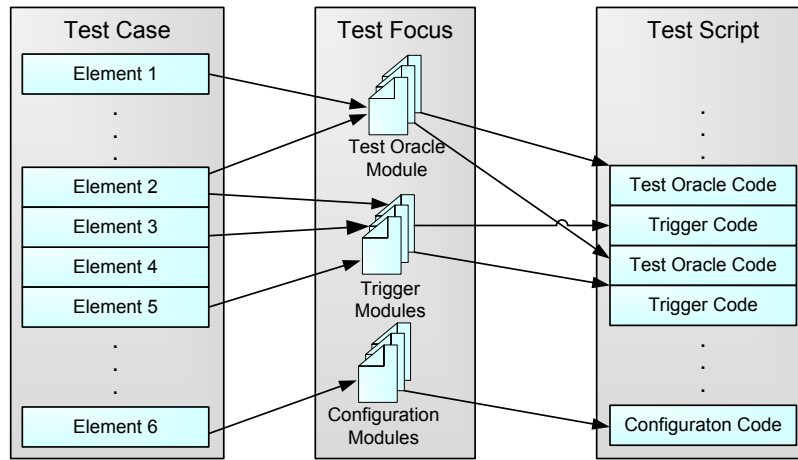 Test Case
Element 1
Element 2
Element 3
Element 4
Element 5
Element 6
Test Focus
Test Oracle
Module
Trigger
Modules
Configuration
Modules
Test Script
Test Oracle Code
Trigger Code
Test Oracle Code
Trigger Code
Configuraton Code